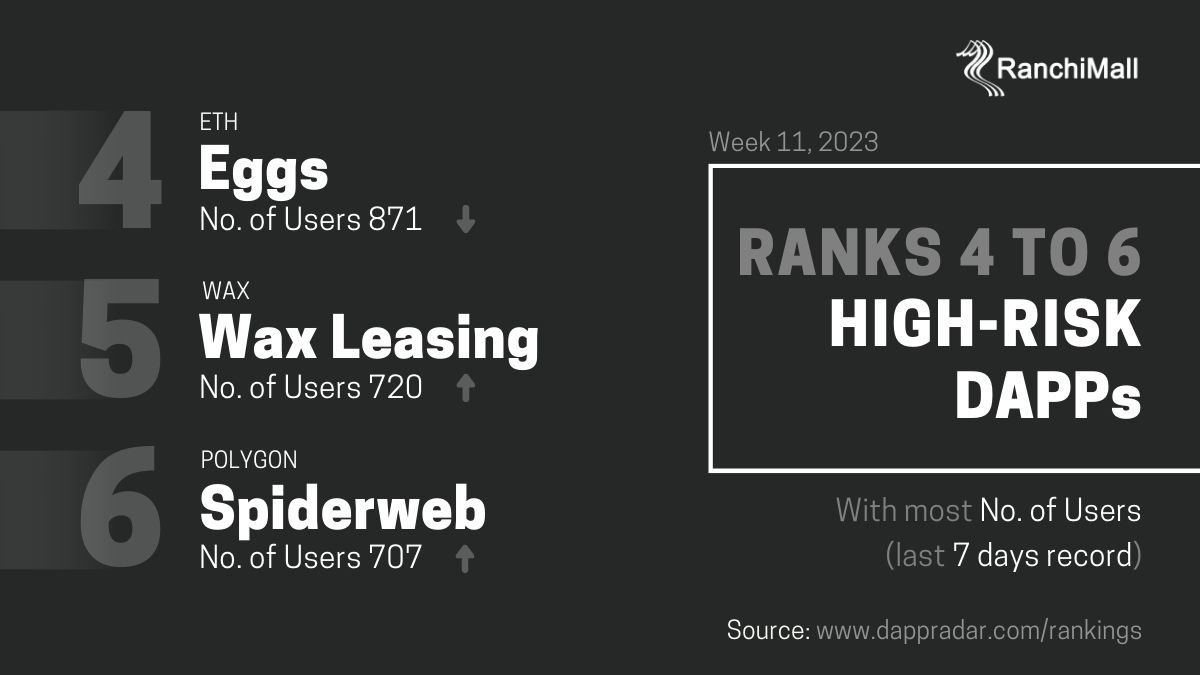 RanchiMall
4
ETH
Eggs
No. of Users 871
5
WAX
Wax Leasing
No. of Users 720
6
POLYGON
Spiderweb
No. of Users 707
Week 11, 2023
RANKS 4 TO 6
HIGH-RISK
DAPPs
With most No. of Users
(last 7 days record)
Source: www.dappradar.com/rankings